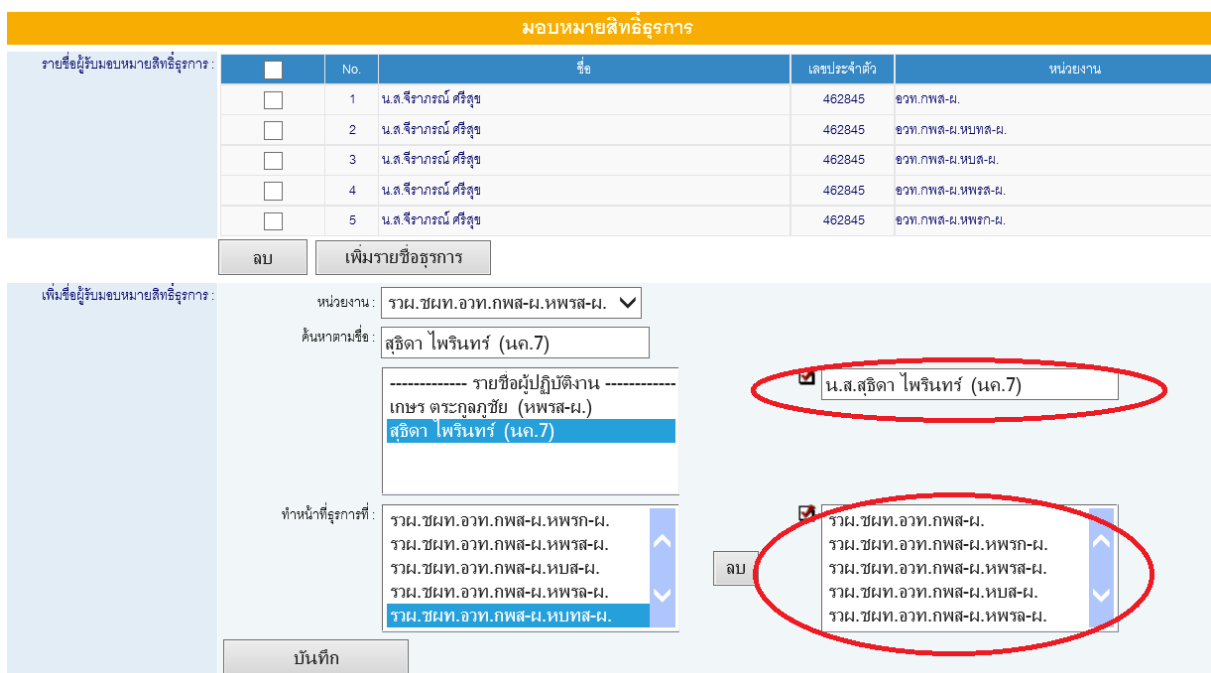 มอบหมายสิทธิ์ธุรการ
รายชื่อผู้รับมอบหมายสิทธิ์ธุรการ :
No. ชื่อ เลขประจำตัว หน่วยงาน
1 น.ส.จีราภรณ์ ศรีสุข 462845 อวท.กพส-ผ.
2 น.ส.จีราภรณ์ ศรีสุข 462845 อวท.กพส-ผ.หบทส-ผ.
3 น.ส.จีราภรณ์ ศรีสุข 462845 อวท.กพส-ผ.หบส-ผ.
4 น.ส.จีราภรณ์ ศรีสุข 462845 อวท.กพส-ผ.หพรส-ผ.
5 น.ส.จีราภรณ์ ศรีสุข 462845 อวท.กพส-ผ.หพรก-ผ.
ลบ เพิ่มรายชื่อธุรการ
เพิ่มชื่อผู้รับมอบหมายสิทธิ์ธุรการ :
หน่วยงาน : รวผ.ชผท.อวท.กพส-ผ.หพรส-ผ.
ค้นหาตามชื่อ : สุธิดา ไพรินทร์ (นค.7)
------------- รายชื่อผู้ปฏิบัติงาน ------------
เกษร ตระกูลภูชัย (หพรส-ผ.)
สุธิดา ไพรินทร์ (นค.7)
น.ส.สุธิดา ไพรินทร์ (นค.7)
ทำหน้าที่ธุรการที่ :
รวผ.ชผท.อวท.กพส-ผ.หพรก-ผ.
รวผ.ชผท.อวท.กพส-ผ.หพรส-ผ.
รวผ.ชผท.อวท.กพส-ผ.หบส-ผ.
รวผ.ชผท.อวท.กพส-ผ.หพรล-ผ.
รวผ.ชผท.อวท.กพส-ผ.หบทส-ผ.
ลบ
รวผ.ชผท.อวท.กพส-ผ.
รวผ.ชผท.อวท.กพส-ผ.หพรก-ผ.
รวผ.ชผท.อวท.กพส-ผ.หพรส-ผ.
รวผ.ชผท.อวท.กพส-ผ.หบส-ผ.
รวผ.ชผท.อวท.กพส-ผ.หพรล-ผ.
บันทึก